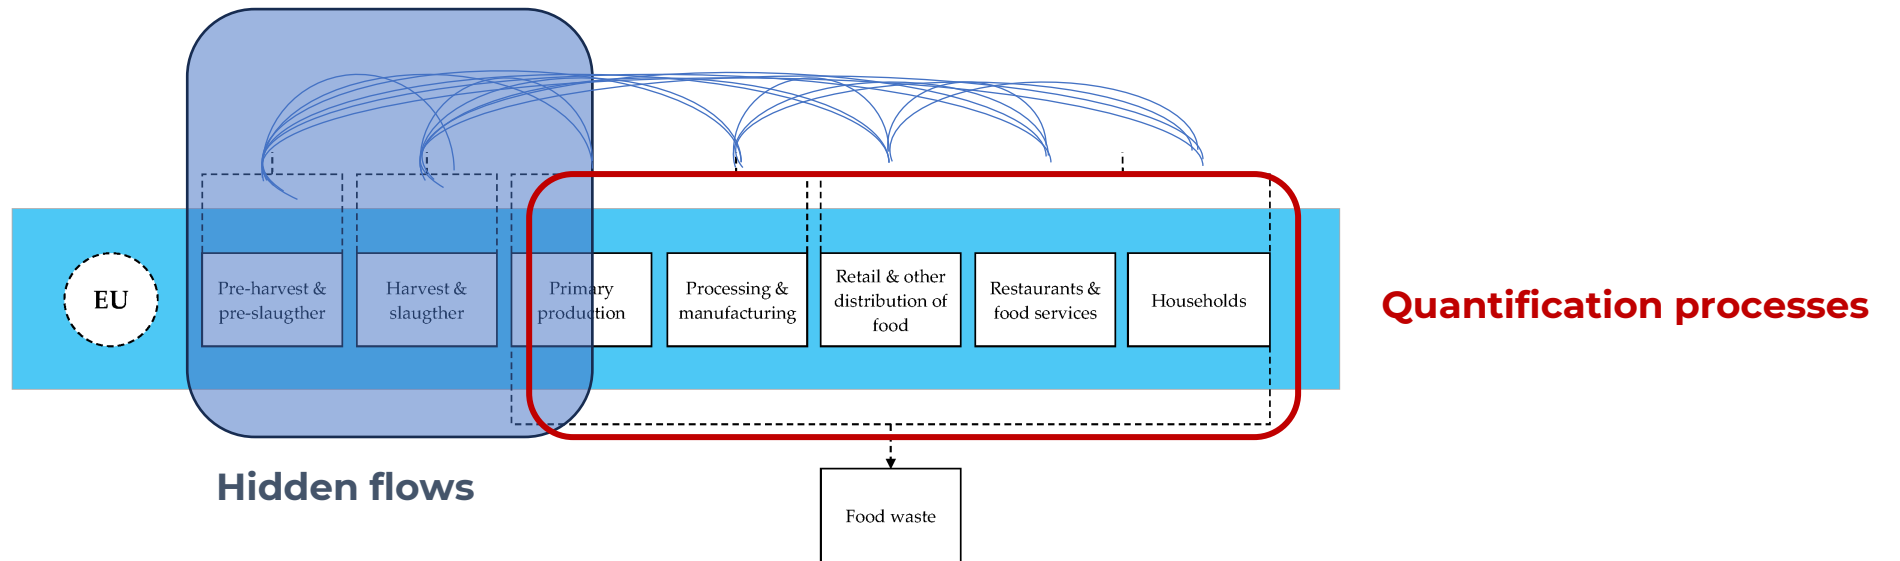 EU
Pre-harvest &
pre-slaugther
Harvest &
slaugther
Primary
production
Processing &
manufacturing
Retail & other
distribution of
food
Restaurants &
food services
Households
Quantification processes
Hidden flows
Food waste